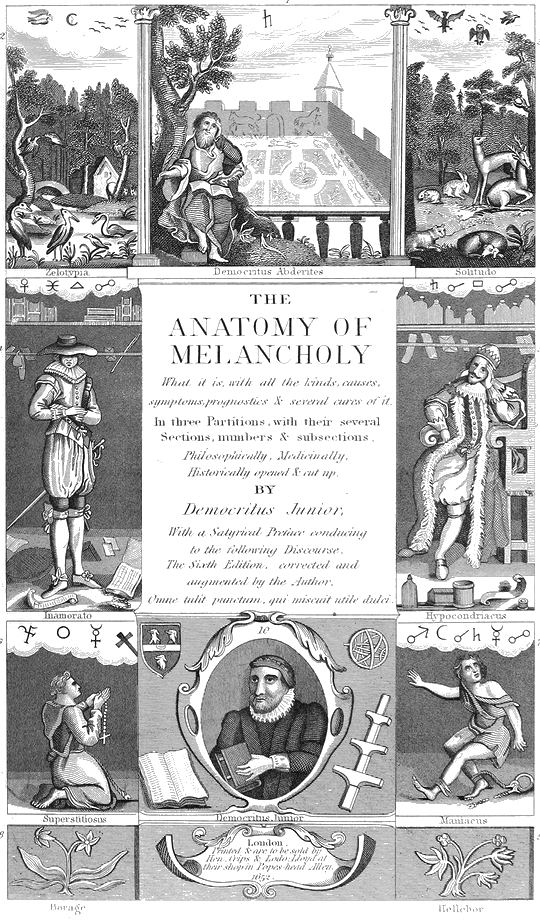 Zelotypia
Democritus Abderites
Solitudo
THE
ANATOMY OF
MELANCHOLY
What it is, with all the kinds, causes,
symptoms, prognostics & several cures of it.
In three Partitions, with their several
Sections, numbers & subsections,
Philosophically, Medicinally,
Historically opened & cut up.
BY
Democritus Junior,
With a Satyrical Preface conducing
to the following Discourse.
The Sixth Edition, corrected and
augmented by the Author.
Omne tulit punctum, qui miscuit utile dulci.
Inamorato
Hypocondriacus
10
Superstitiosus
Democritus Junior
Maniacus
London.
Printed & are to be sold by
Hen. Crips & Lodo: Lloyd at
their shop in Popes-head Alley.
1652.
Borage
Hellebor